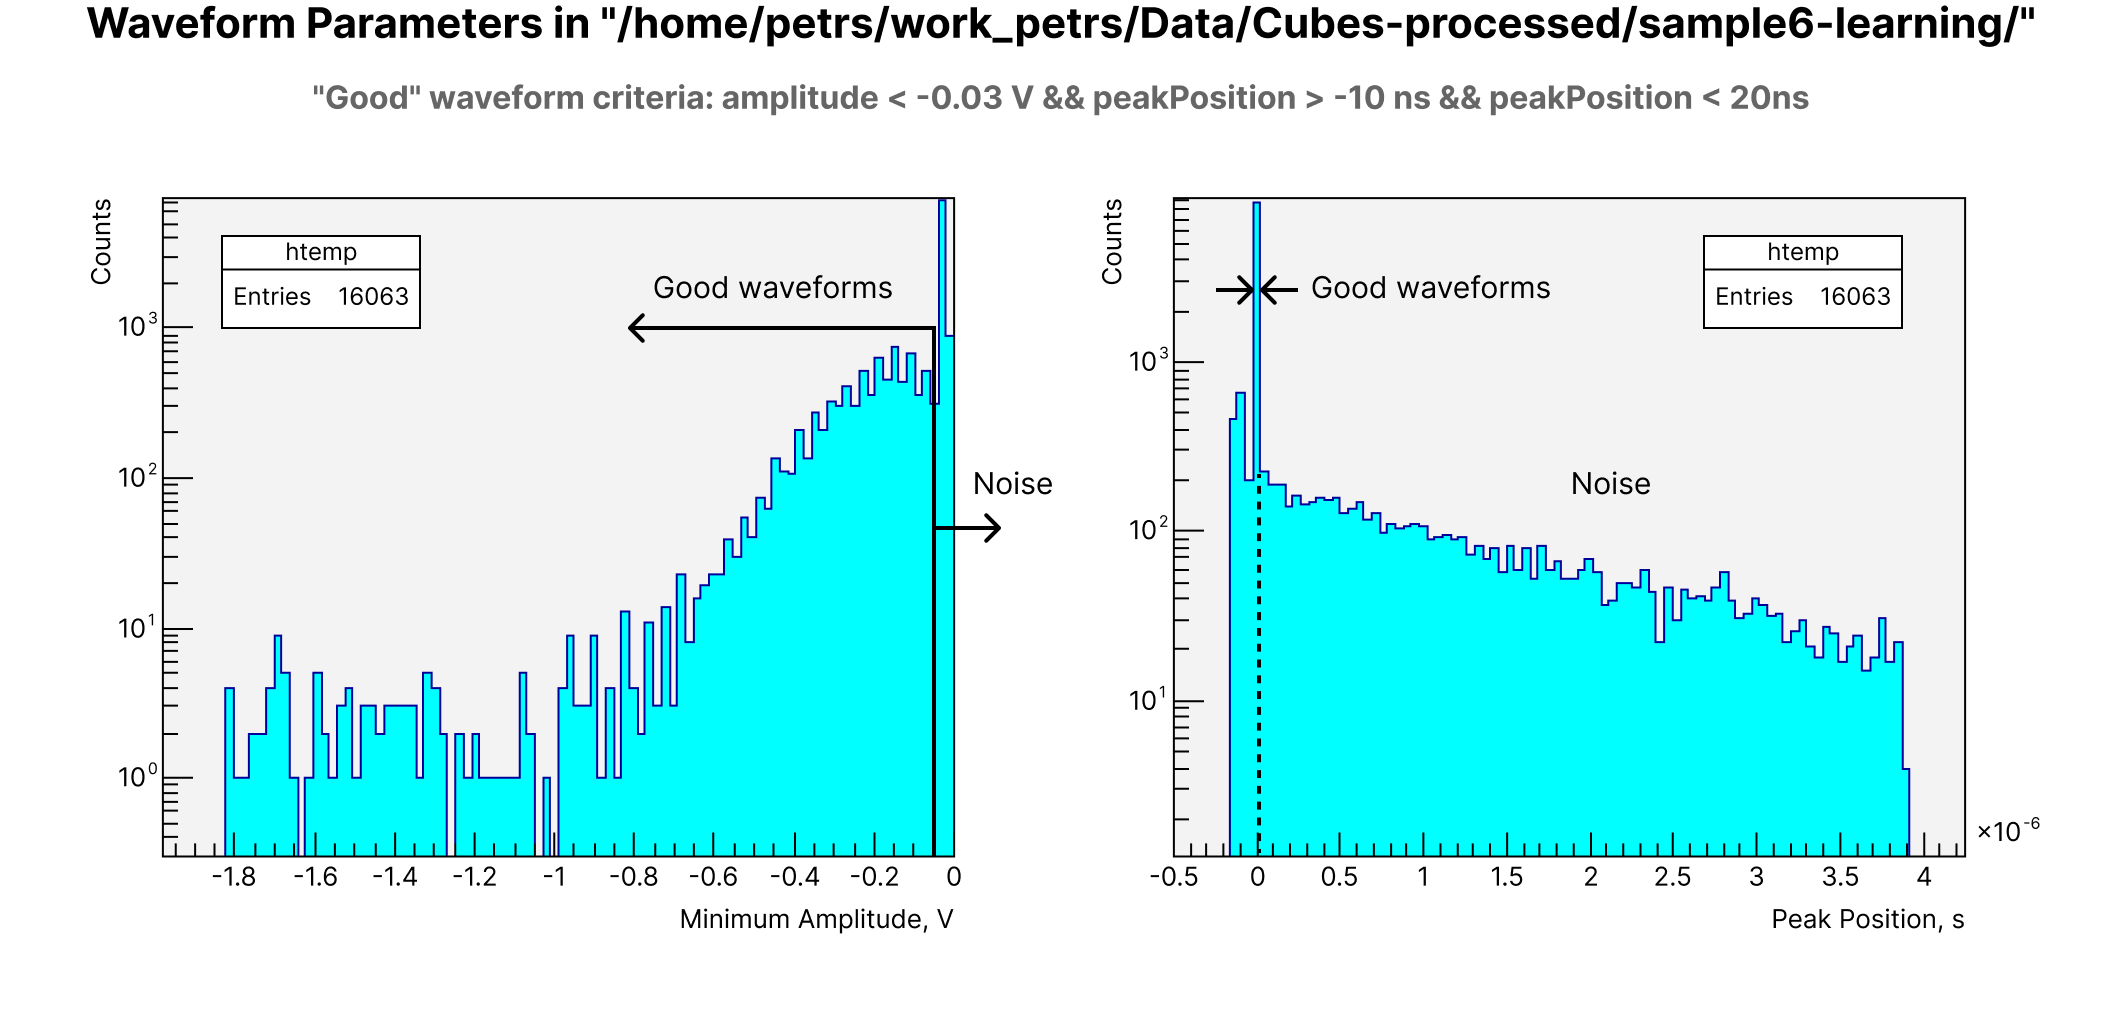 Waveform Parameters in "/home/petrs/work_petrs/Data/Cubes-processed/sample6-learning/"
"Good" waveform criteria: amplitude < -0.03 V && peakPosition > -10 ns && peakPosition < 20ns
Counts
htemp
Entries 16063
Good waveforms
Noise
10³
10²
10¹
10⁰
-1.8 -1.6 -1.4 -1.2 -1 -0.8 -0.6 -0.4 -0.2 0
Minimum Amplitude, V
Counts
Good waveforms
htemp
Entries 16063
Noise
10³
10²
10¹
×10⁻⁶
-0.5 0 0.5 1 1.5 2 2.5 3 3.5 4
Peak Position, s